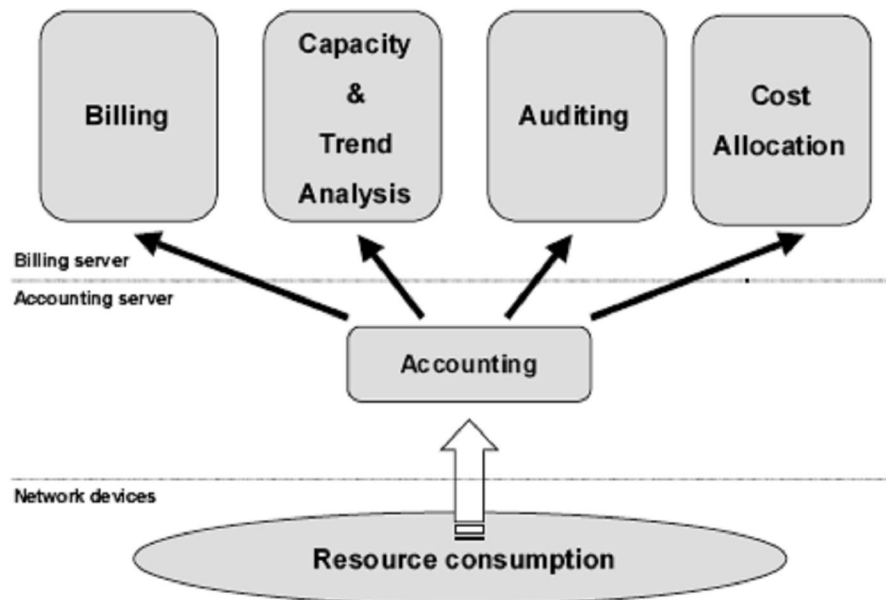 Billing
Capacity
&
Trend
Analysis
Auditing
Cost
Allocation
Billing server
Accounting server
Accounting
Network devices
Resource consumption